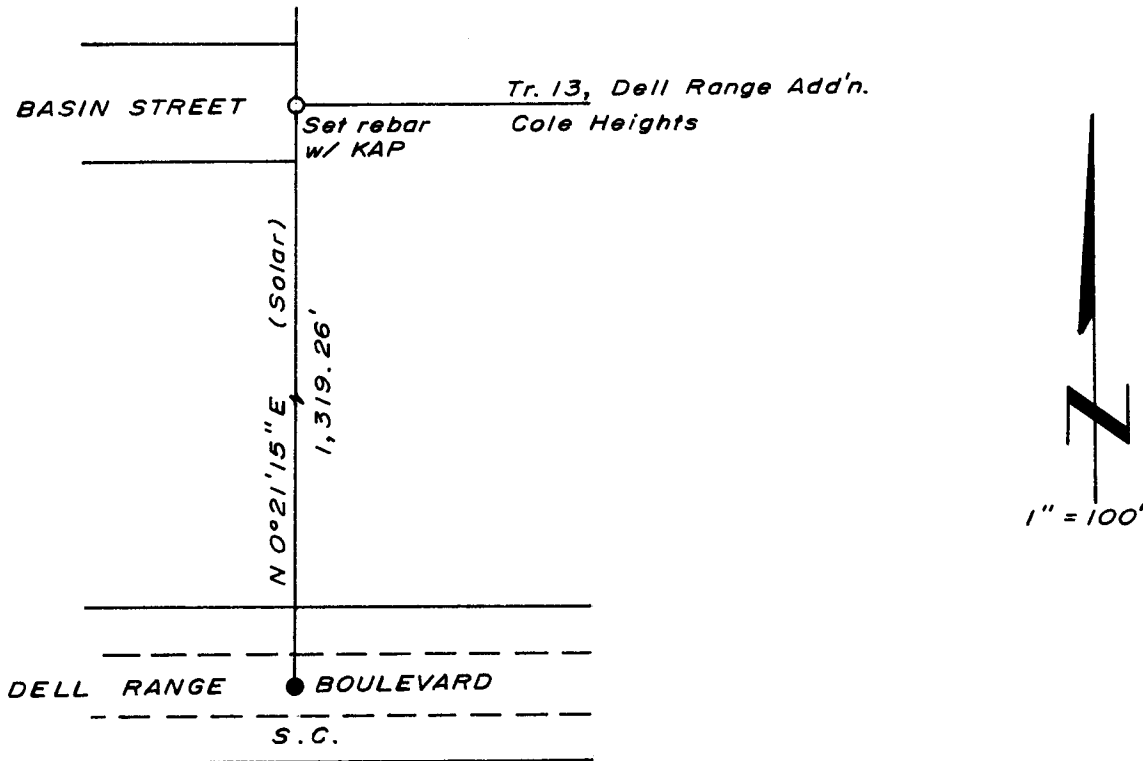 BASIN STREET
Tr. 13, Dell Range Add'n.
Cole Heights
Set rebar
w/ KAP
N 0°21'15"E (Solar)
1,319.26'
N
1" = 100'
DELL RANGE BOULEVARD
S.C.